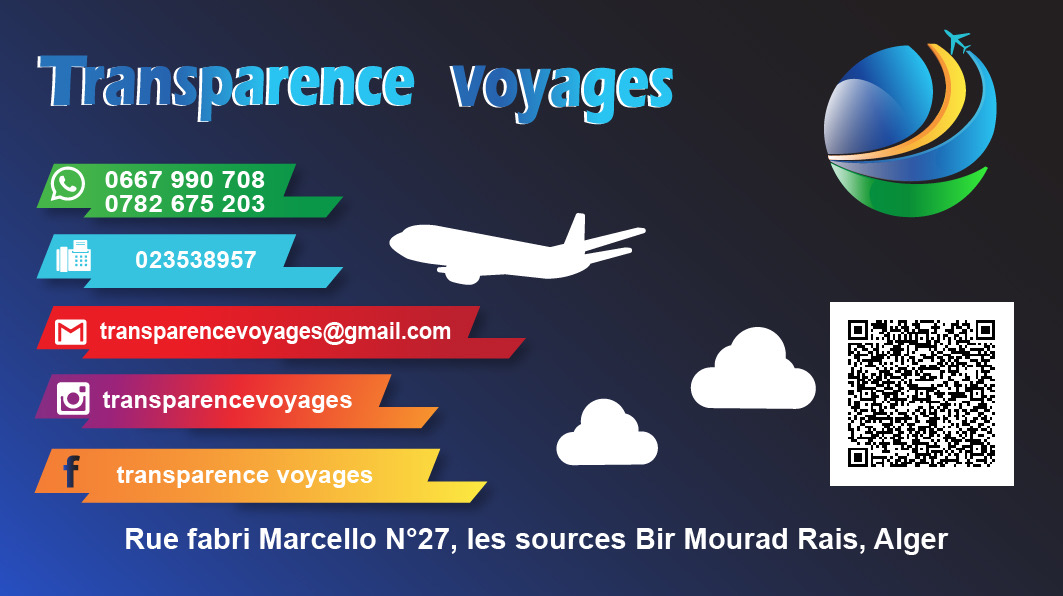 Transparence voyages
0667 990 708
0782 675 203
023538957
transparencevoyages@gmail.com
transparencevoyages
transparence voyages
Rue fabri Marcello N°27, les sources Bir Mourad Rais, Alger